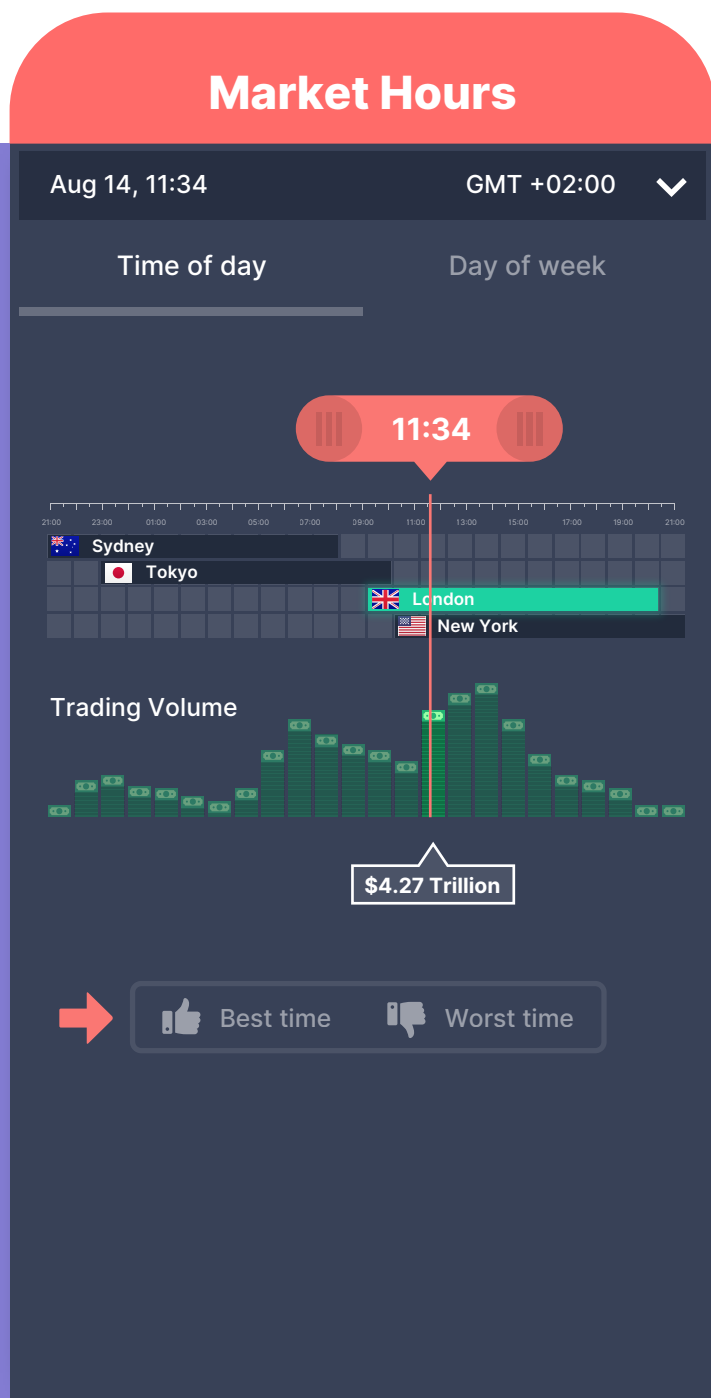 Market Hours
Aug 14, 11:34 GMT +02:00
Time of day Day of week
11:34
21:00 23:00 01:00 03:00 05:00 07:00 09:00 11:00 13:00 15:00 17:00 19:00 21:00
Sydney
Tokyo
London
New York
Trading Volume
$4.27 Trillion
Best time Worst time